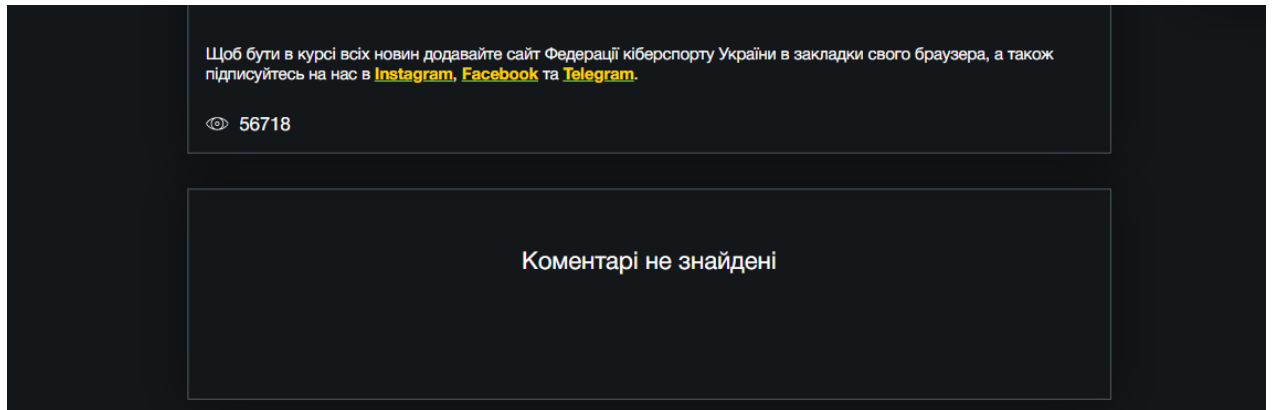 Щоб бути в курсі всіх новин додавайте сайт Федерації кіберспорту України в закладки свого браузера, а також
підписуйтесь на нас в Instagram, Facebook та Telegram.
56718
Коментарі не знайдені